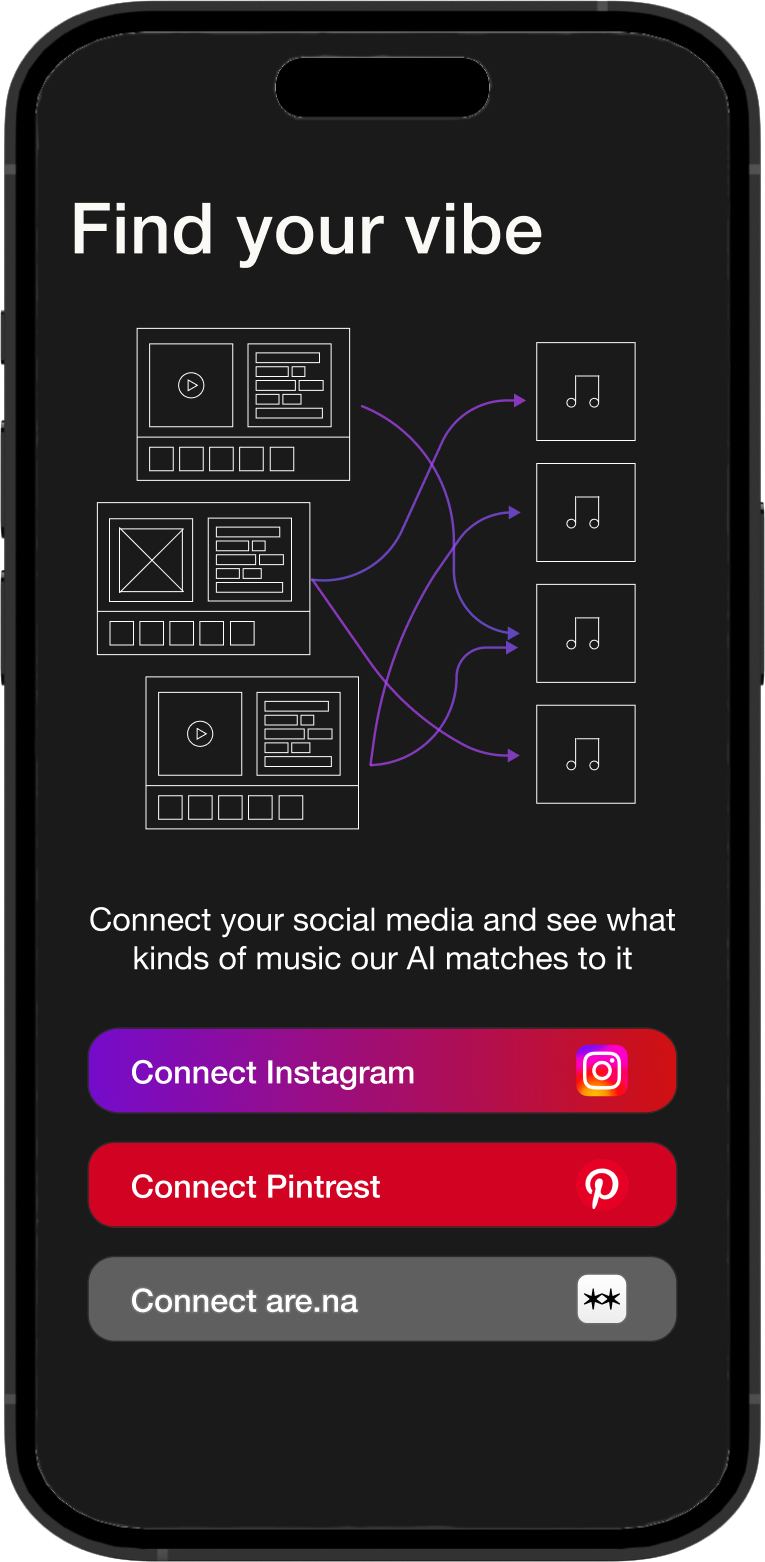 Find your vibe
Connect your social media and see what
kinds of music our AI matches to it
Connect Instagram
Connect Pintrest
Connect are.na